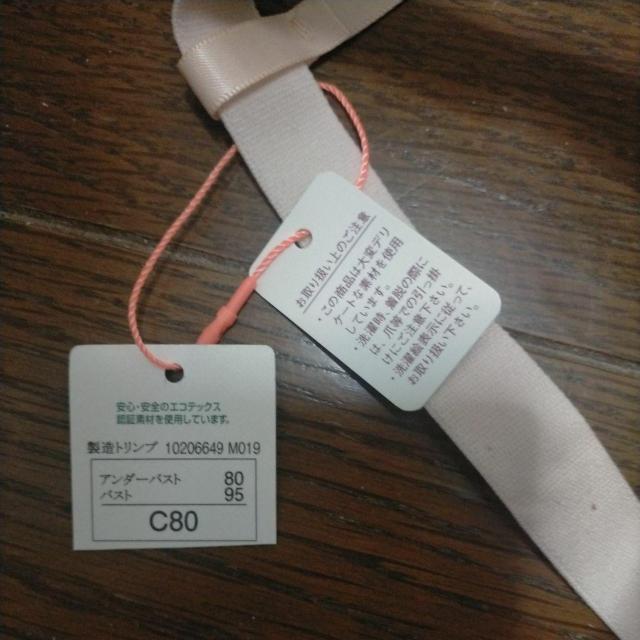 お取り扱い上のご注意
この商品は大変デリ
ケートな素材を使用
しています。
・洗濯時、着脱の際に
は、爪等での引っ掛
けにご注意下さい。
・洗濯絵表示に従って、
お取り扱い下さい。
安心・安全のエコテックス
認証素材を使用しています。
製造トリンプ 10206649 M019
アンダーバスト 80
バスト 95
C80